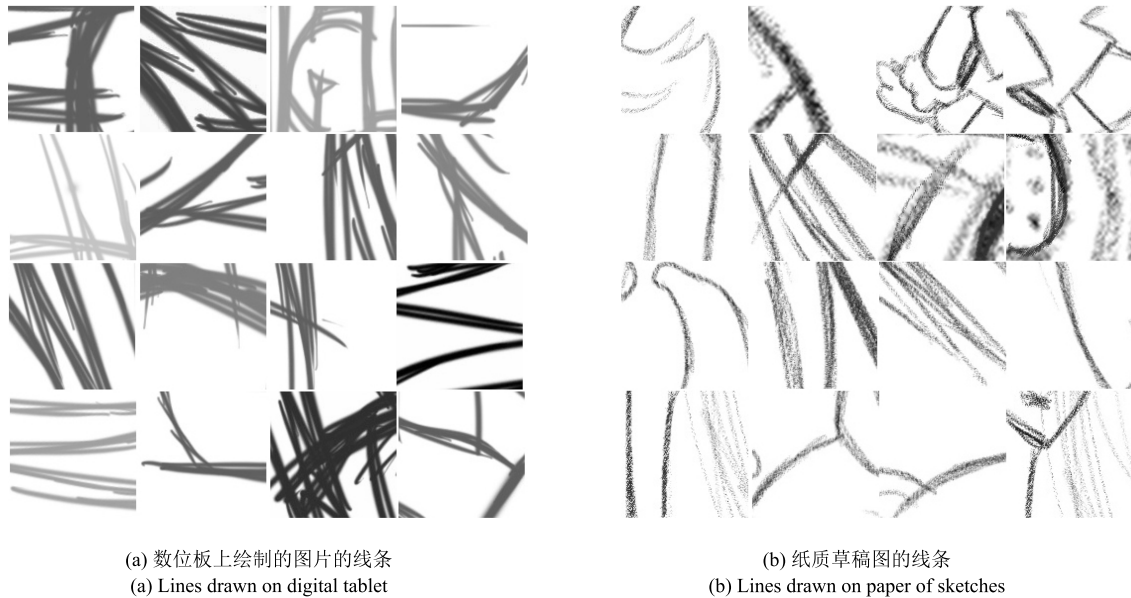 (a) 数位板上绘制的图片的线条
(a) Lines drawn on digital tablet
(b) 纸质草稿图的线条
(b) Lines drawn on paper of sketches